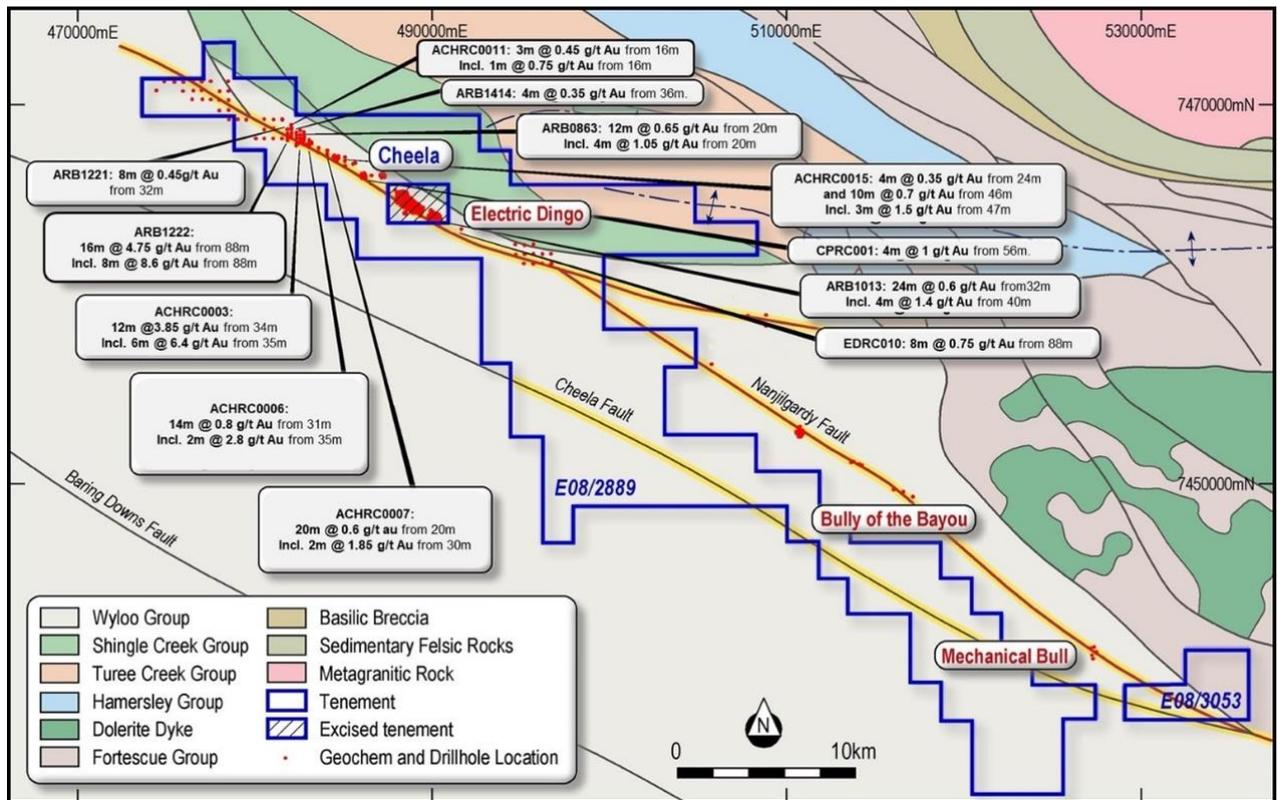 470000mE
490000mE
510000mE
530000mE
7470000mN
7450000mN
ACHRC0011: 3m @ 0.45 g/t Au from 16m
Incl. 1m @ 0.75 g/t Au from 16m
ARB1414: 4m @ 0.35 g/t Au from 36m.
ARB0863: 12m @ 0.65 g/t Au from 20m
Incl. 4m @ 1.05 g/t Au from 20m
Cheela
ARB1221: 8m @ 0.45g/t Au
from 32m
ACHRC0015: 4m @ 0.35 g/t Au from 24m
and 10m @ 0.7 g/t Au from 46m
Incl. 3m @ 1.5 g/t Au from 47m
Electric Dingo
ARB1222:
16m @ 4.75 g/t Au from 88m
Incl. 8m @ 8.6 g/t Au from 88m
CPRC001: 4m @ 1 g/t Au from 56m.
ARB1013: 24m @ 0.6 g/t Au from32m
Incl. 4m @ 1.4 g/t Au from 40m
ACHRC0003:
12m @3.85 g/t Au from 34m
Incl. 6m @ 6.4 g/t Au from 35m
EDRC010: 8m @ 0.75 g/t Au from 88m
ACHRC0006:
14m @ 0.8 g/t Au from 31m
Incl. 2m @ 2.8 g/t Au from 35m
Cheela Fault
Nanjilgardy Fault
Baring Downs Fault
E08/2889
ACHRC0007:
20m @ 0.6 g/t au from 20m
Incl. 2m @ 1.85 g/t Au from 30m
Bully of the Bayou
Mechanical Bull
E08/3053
Wyloo Group
Shingle Creek Group
Turee Creek Group
Hamersley Group
Dolerite Dyke
Fortescue Group
Basilic Breccia
Sedimentary Felsic Rocks
Metagranitic Rock
Tenement
Excised tenement
Geochem and Drillhole Location
N
0
10km